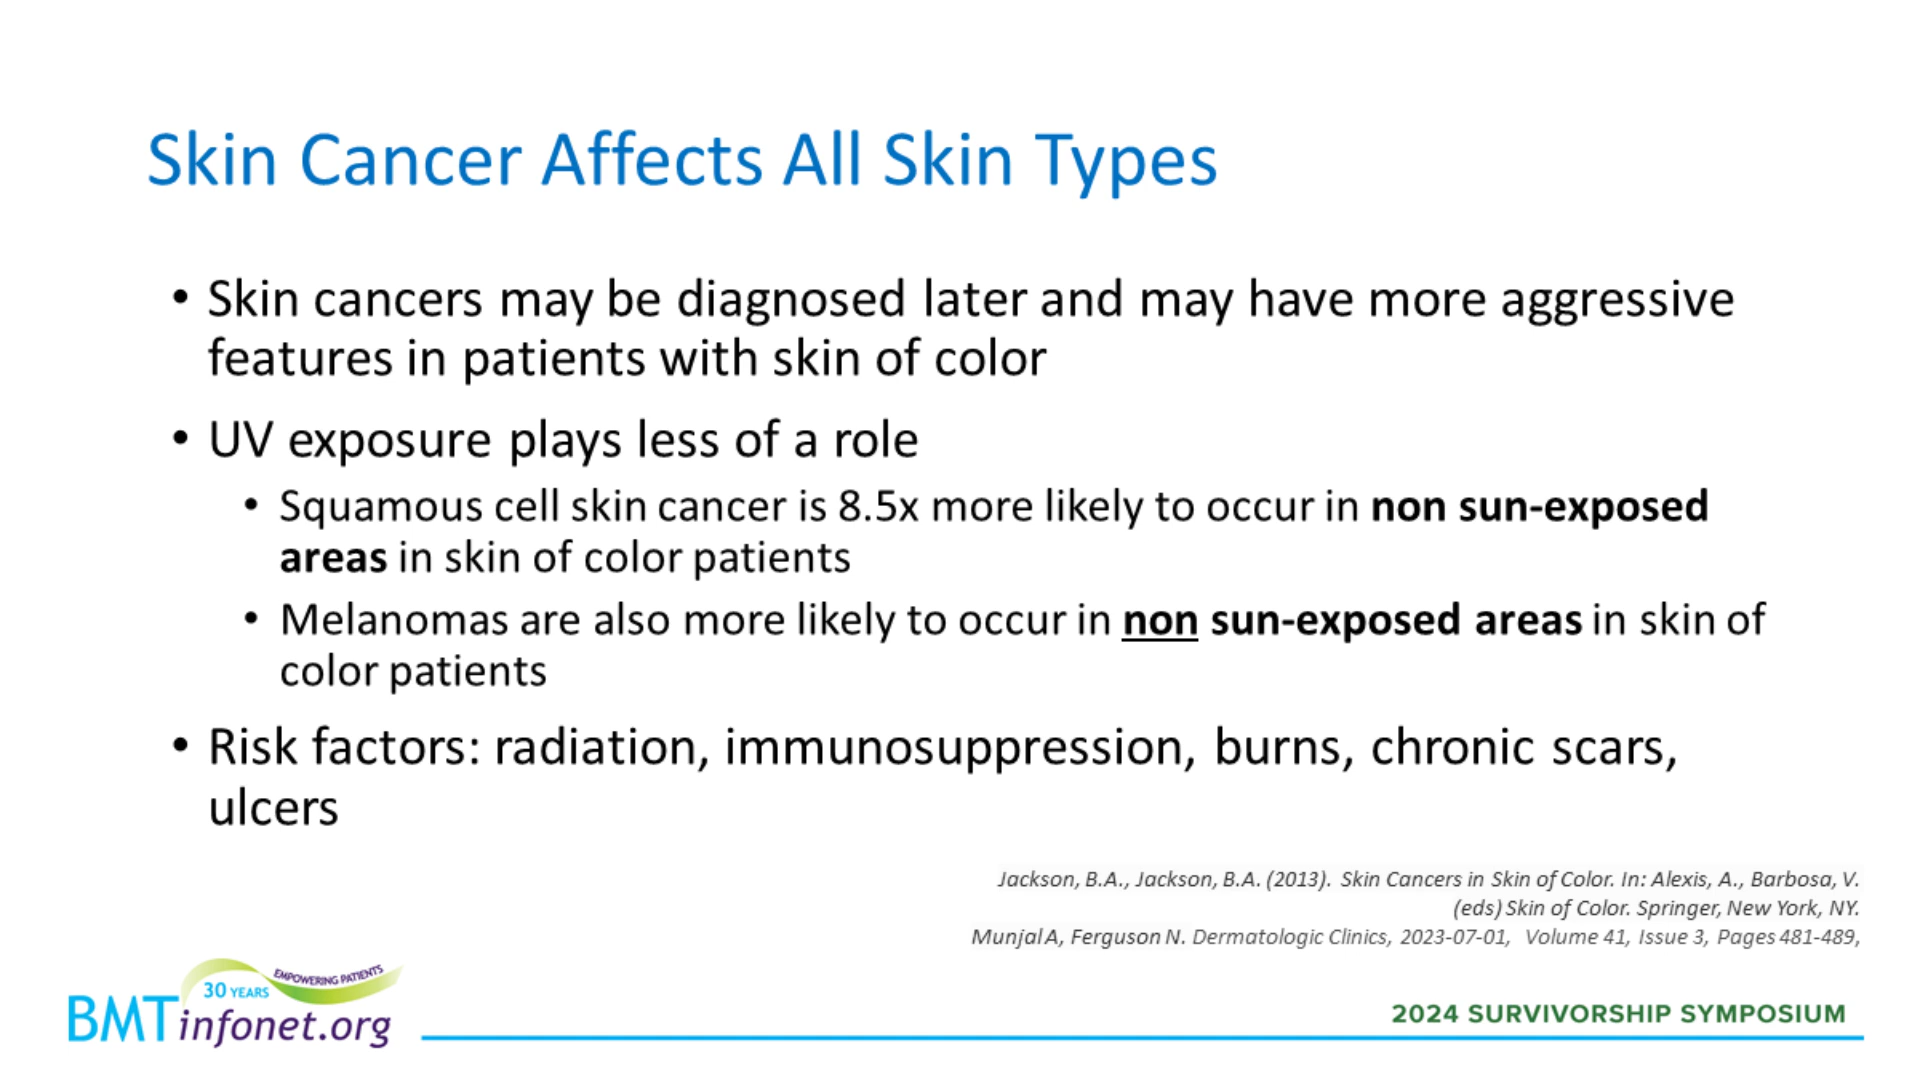 Skin Cancer Affects All Skin Types
• Skin cancers may be diagnosed later and may have more aggressive
features in patients with skin of color
• UV exposure plays less of a role
• Squamous cell skin cancer is 8.5x more likely to occur in non sun-exposed
areas in skin of color patients
• Melanomas are also more likely to occur in non sun-exposed areas in skin of
color patients
• Risk factors: radiation, immunosuppression, burns, chronic scars,
ulcers
Jackson, B.A., Jackson, B.A. (2013). Skin Cancers in Skin of Color. In: Alexis, A., Barbosa, V.
(eds) Skin of Color. Springer, New York, NY.
Munjal A, Ferguson N. Dermatologic Clinics, 2023-07-01, Volume 41, Issue 3, Pages 481-489,
EMPOWERING PATIENTS
30 YEARS
BMTinfonet.org
2024 SURVIVORSHIP SYMPOSIUM